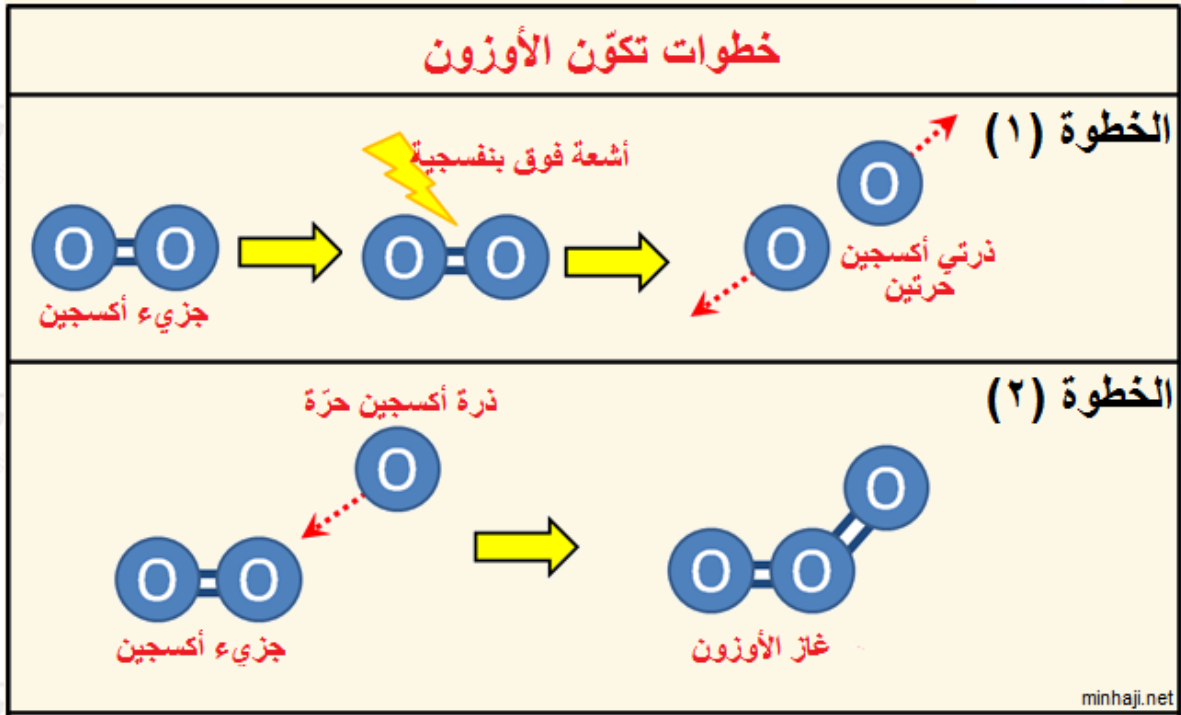 خطوات تكوّن الأوزون
الخطوة (١)
أشعة فوق بنفسجية
O
O
O=O
O=O
ذرتي أكسجين
حرتين
جزيء أكسجين
الخطوة (٢)
ذرة أكسجين حرّة
O
O
O=O
O=O
غاز الأوزون
جزيء أكسجين
minhaji.net